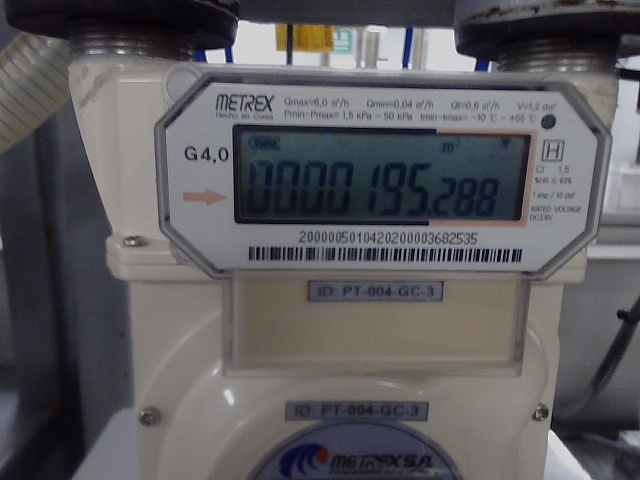 METREX
Hecho en Corea
Qmax=6,0 m³/h Qmin=0,04 m³/h Qt=0,6 m³/h V=1,2 dm³
Pmin-Pmax= 1,5 kPa ~ 50 kPa tmin-tmax= -10 °C ~ +55 °C
G4,0
m³
0000195.288
H
Cl 1,5
1 imp / 10 dm³
RATED VOLTAGE
DC3.6V
2000005010420200003682535
ID: PT-004-GC-3
ID: PT-004-GC-3
METREX S.A.